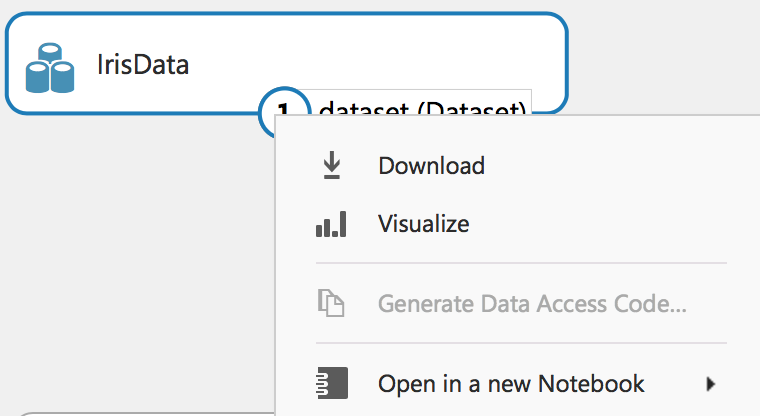 IrisData
1 dataset (Dataset)
Download
Visualize
Generate Data Access Code...
Open in a new Notebook